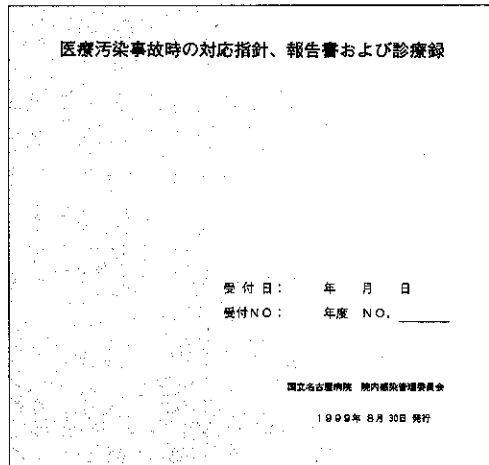 医療汚染事故時の対応指針、報告書および診療録
受付日： 年 月 日
受付NO： 年度 NO.
国立名古屋病院 院内感染管理委員会
1999年 8月 30日 発行